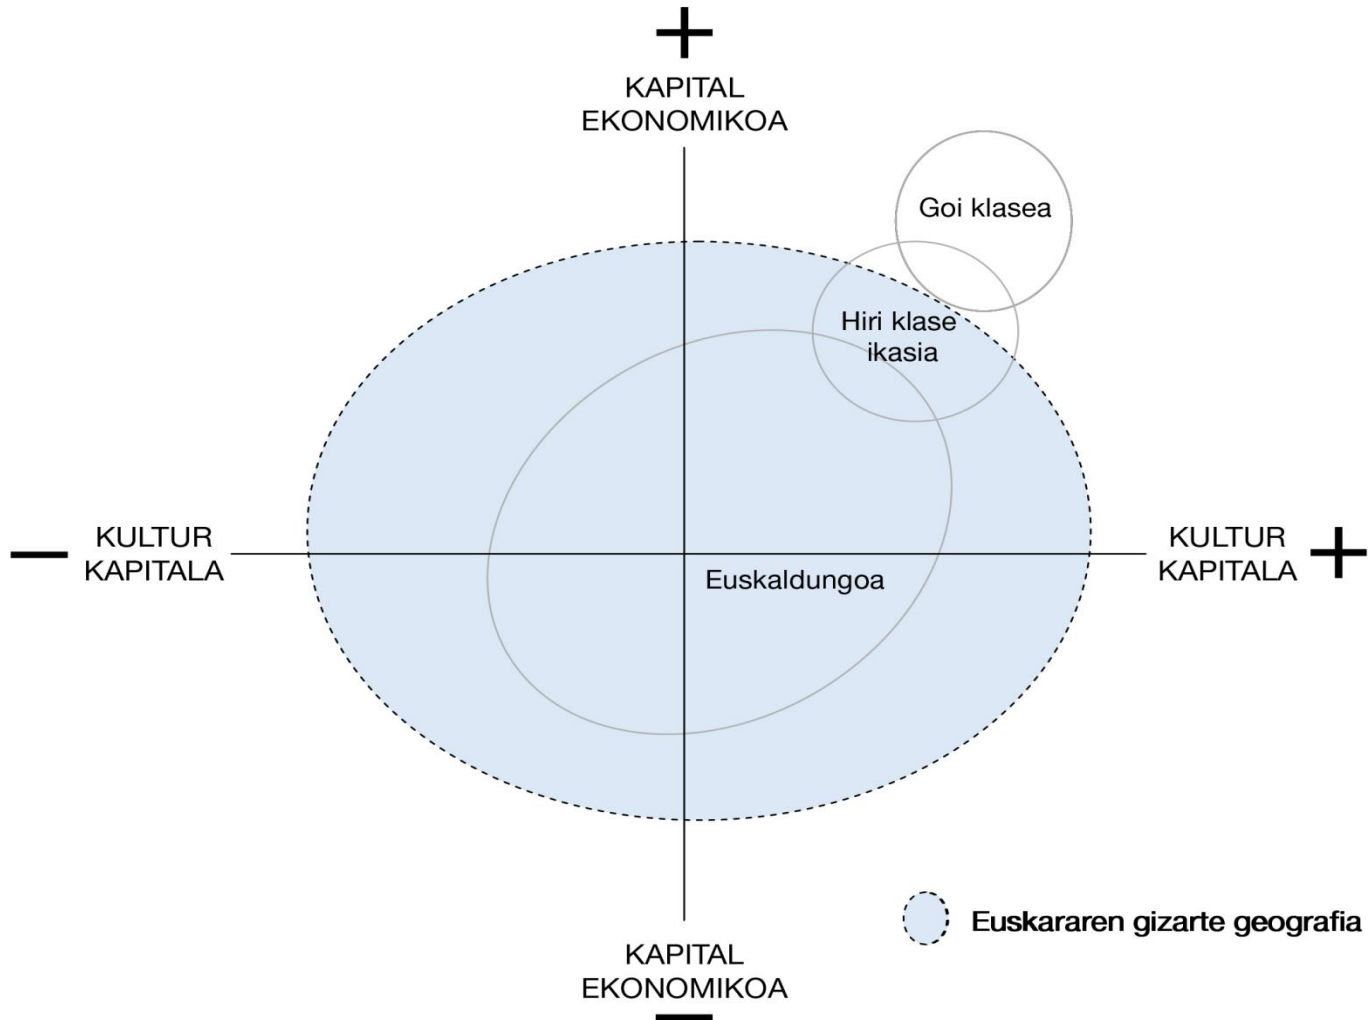 +
KAPITAL
EKONOMIKOA
Goi klasea
Hiri klase
ikasia
— KULTUR
KAPITALA
KULTUR +
KAPITALA
Euskaldungoa
Euskararen gizarte geografia
KAPITAL
EKONOMIKOA
—